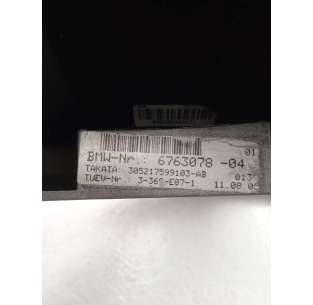 01
BMW-Nr.: 6763078 -04
TAKATA: 305217599103-AB 013
TUEV-Nr.: 3-369-E87-1 11.08 05